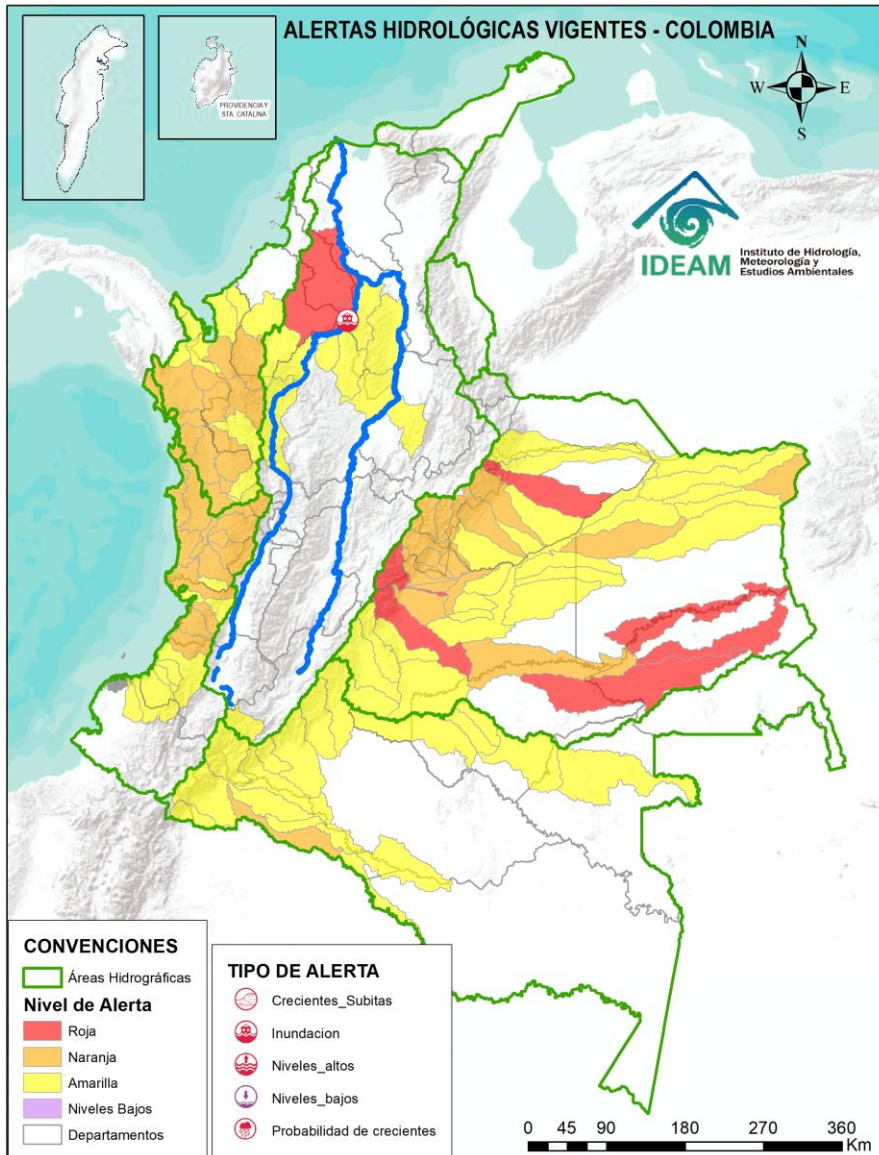 ALERTAS HIDROLÓGICAS VIGENTES - COLOMBIA
PROVIDENCIA Y
STA. CATALINA
N
W
E
S
IDEAM
Instituto de Hidrología,
Meteorología y
Estudios Ambientales
CONVENCIONES
Áreas Hidrográficas
Nivel de Alerta
Roja
Naranja
Amarilla
Niveles Bajos
Departamentos
TIPO DE ALERTA
Crecientes_Subitas
Inundacion
Niveles_altos
Niveles_bajos
Probabilidad de crecientes
0 45 90 180 270 360
Km